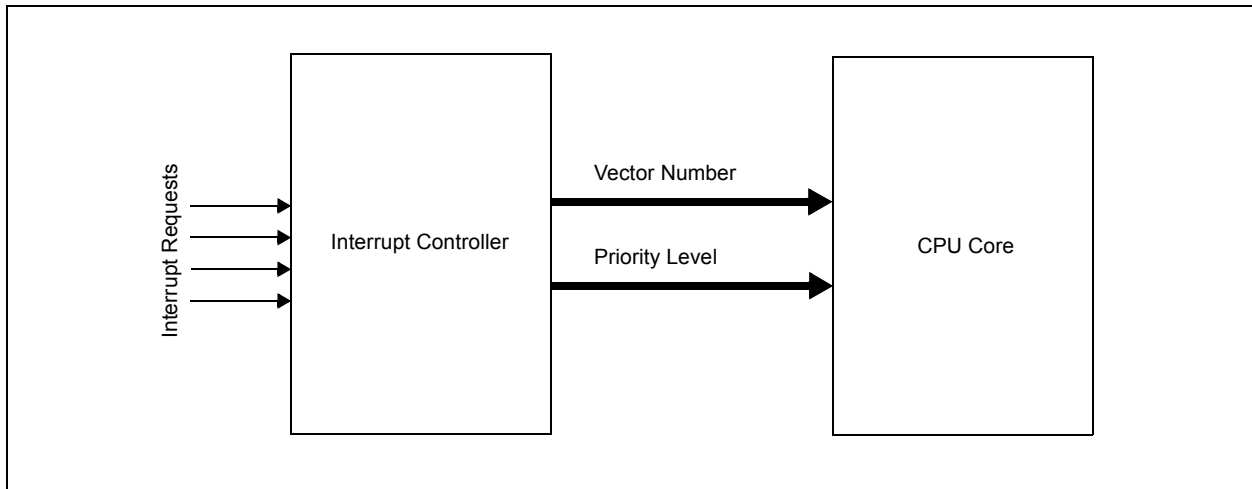 Interrupt Requests
Interrupt Controller
Vector Number
Priority Level
CPU Core